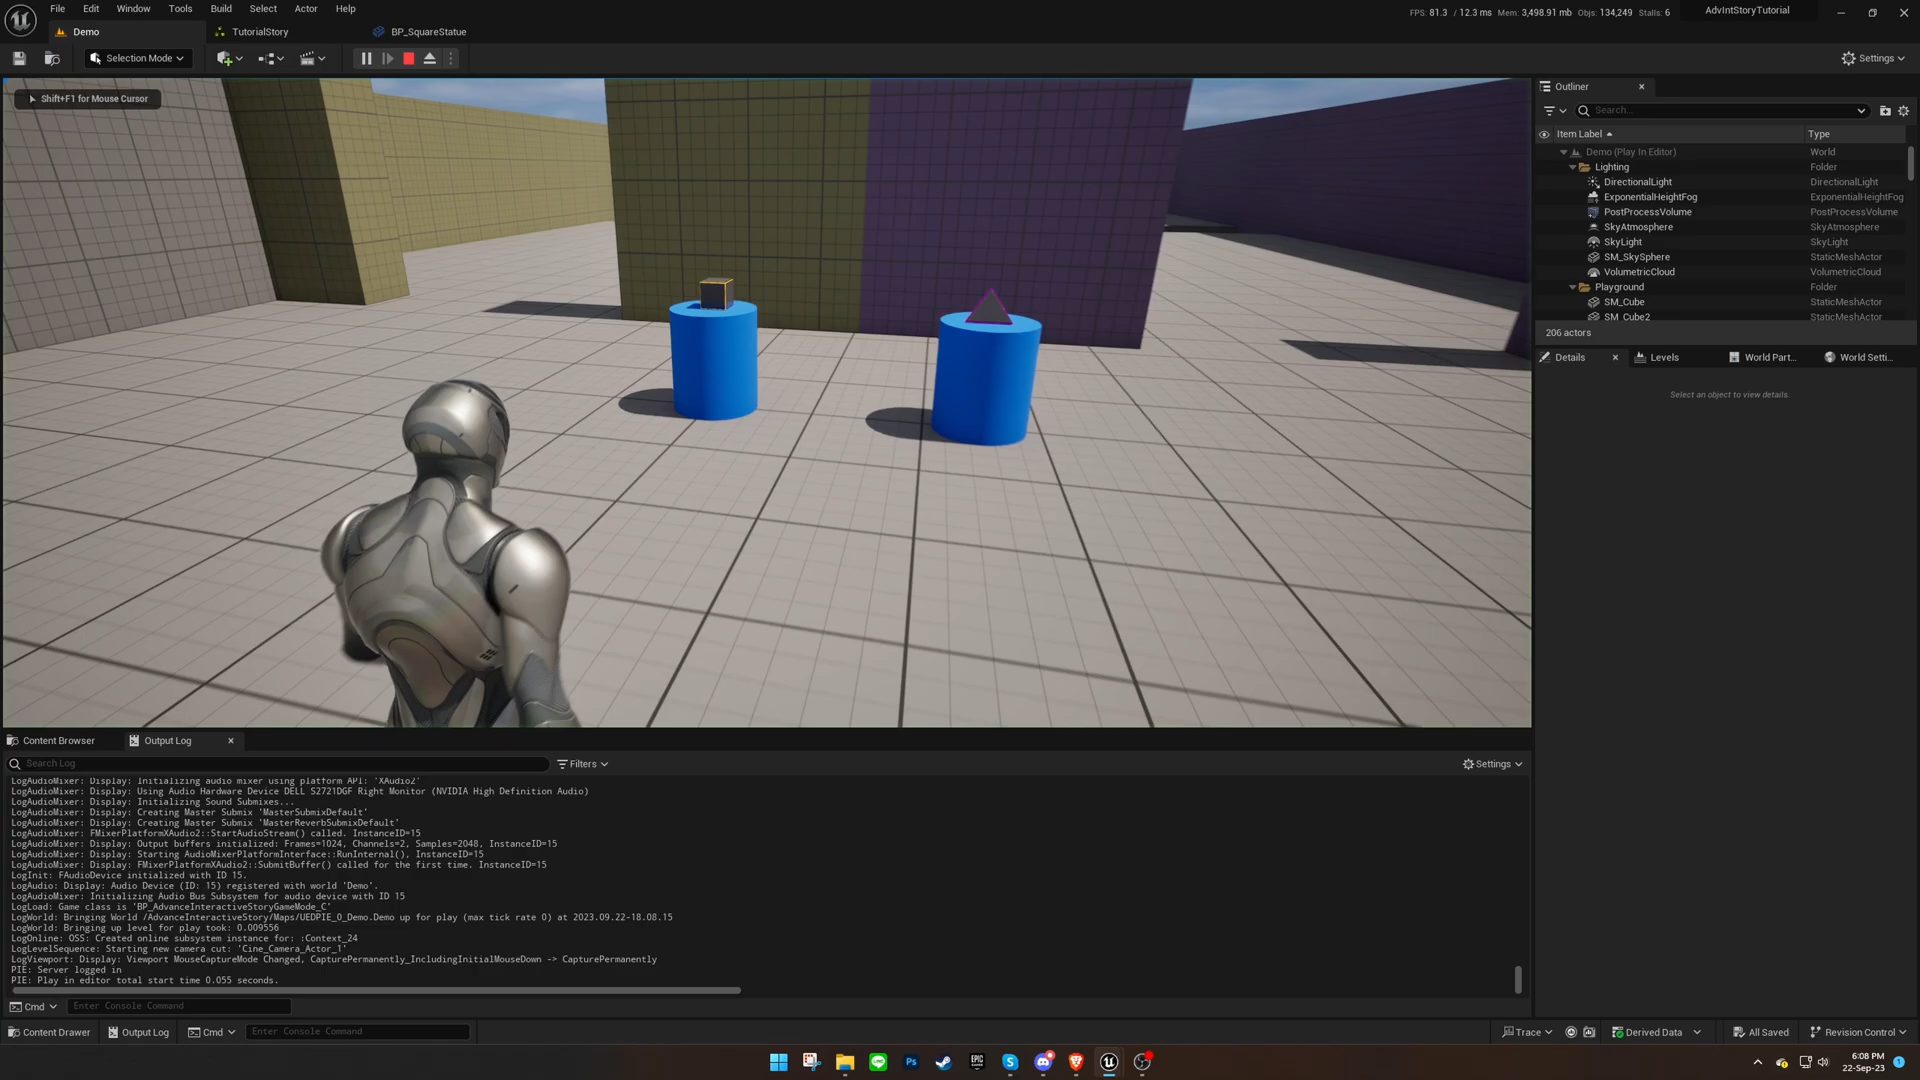 File Edit Window Tools Build Select Actor Help
FPS: 81.3 / 12.3 ms Mem: 3,498.91 mb Objs: 134,249 Stalls: 6
AdvIntStoryTutorial
Demo
TutorialStory
BP_SquareStatue
Selection Mode
Settings
Shift+F1 for Mouse Cursor
Outliner
Search...
Item Label
Type
Demo (Play In Editor) World
Lighting Folder
DirectionalLight DirectionalLight
ExponentialHeightFog ExponentialHeightFog
PostProcessVolume PostProcessVolume
SkyAtmosphere SkyAtmosphere
SkyLight SkyLight
SM_SkySphere StaticMeshActor
VolumetricCloud VolumetricCloud
Playground Folder
SM_Cube StaticMeshActor
SM_Cube2 StaticMeshActor
206 actors
Details
Levels
World Part...
World Setti...
Select an object to view details.
Content Browser
Output Log
Search Log
Filters
Settings
LogAudioMixer: Display: Initializing audio mixer using platform API: 'XAudio2'
LogAudioMixer: Display: Using Audio Hardware Device DELL S2721DGF Right Monitor (NVIDIA High Definition Audio)
LogAudioMixer: Display: Initializing Sound Submixes...
LogAudioMixer: Display: Creating Master Submix 'MasterSubmixDefault'
LogAudioMixer: Display: Creating Master Submix 'MasterReverbSubmixDefault'
LogAudioMixer: FMixerPlatformXAudio2::StartAudioStream() called. InstanceID=15
LogAudioMixer: Display: Output buffers initialized: Frames=1024, Channels=2, Samples=2048, InstanceID=15
LogAudioMixer: Display: Starting AudioMixerPlatformInterface::RunInternal(), InstanceID=15
LogAudioMixer: Display: FMixerPlatformXAudio2::SubmitBuffer() called for the first time. InstanceID=15
LogInit: FAudioDevice initialized with ID 15.
LogAudio: Display: Audio Device (ID: 15) registered with world 'Demo'.
LogAudioMixer: Initializing Audio Bus Subsystem for audio device with ID 15
LogLoad: Game class is 'BP_AdvanceInteractiveStoryGameMode_C'
LogWorld: Bringing World /AdvanceInteractiveStory/Maps/UEDPIE_0_Demo.Demo up for play (max tick rate 0) at 2023.09.22-18.08.15
LogWorld: Bringing up level for play took: 0.009556
LogOnline: OSS: Created online subsystem instance for: :Context_24
LogLevelSequence: Starting new camera cut: 'Cine_Camera_Actor_1'
LogViewport: Display: Viewport MouseCaptureMode Changed, CapturePermanently_IncludingInitialMouseDown -> CapturePermanently
PIE: Server logged in
PIE: Play in editor total start time 0.055 seconds.
Cmd
Enter Console Command
Content Drawer
Output Log
Cmd
Enter Console Command
Trace
Derived Data
All Saved
Revision Control
Ps
EPIC
6:08 PM
22-Sep-23
1